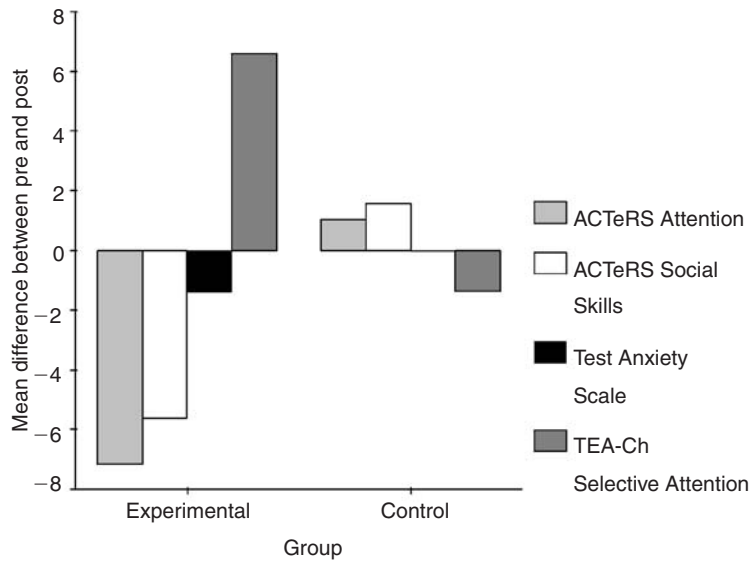 Mean difference between pre and post
8
6
4
2
0
−2
−4
−6
−8
Experimental
Control
Group
ACTeRS Attention
ACTeRS Social
Skills
Test Anxiety
Scale
TEA-Ch
Selective Attention